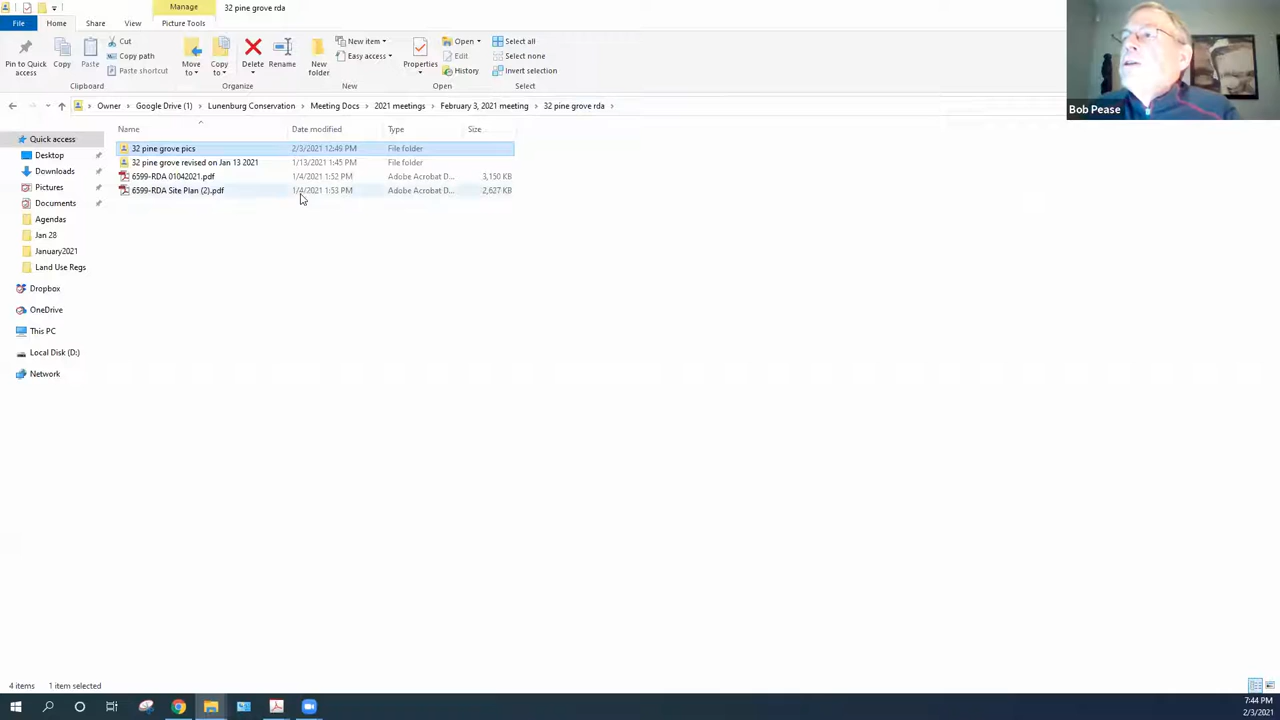 Manage
32 pine grove rda
File Home Share View Picture Tools
Pin to Quick access
Copy
Paste
Cut
Copy path
Paste shortcut
Clipboard
Move to
Copy to
Delete
Rename
Organize
New folder
New item
Easy access
New
Properties
Open
Edit
History
Open
Select all
Select none
Invert selection
Select
Bob Pease
Owner › Google Drive (1) › Lunenburg Conservation › Meeting Docs › 2021 meetings › February 3, 2021 meeting › 32 pine grove rda ›
Name Date modified Type Size
32 pine grove pics 2/3/2021 12:49 PM File folder
32 pine grove revised on Jan 13 2021 1/13/2021 1:45 PM File folder
6599-RDA 01042021.pdf 1/4/2021 1:52 PM Adobe Acrobat D... 3,150 KB
6599-RDA Site Plan (2).pdf 1/4/2021 1:53 PM Adobe Acrobat D... 2,627 KB
Quick access
Desktop
Downloads
Pictures
Documents
Agendas
Jan 28
January2021
Land Use Regs
Dropbox
OneDrive
This PC
Local Disk (D:)
Network
4 items 1 item selected
7:44 PM
2/3/2021